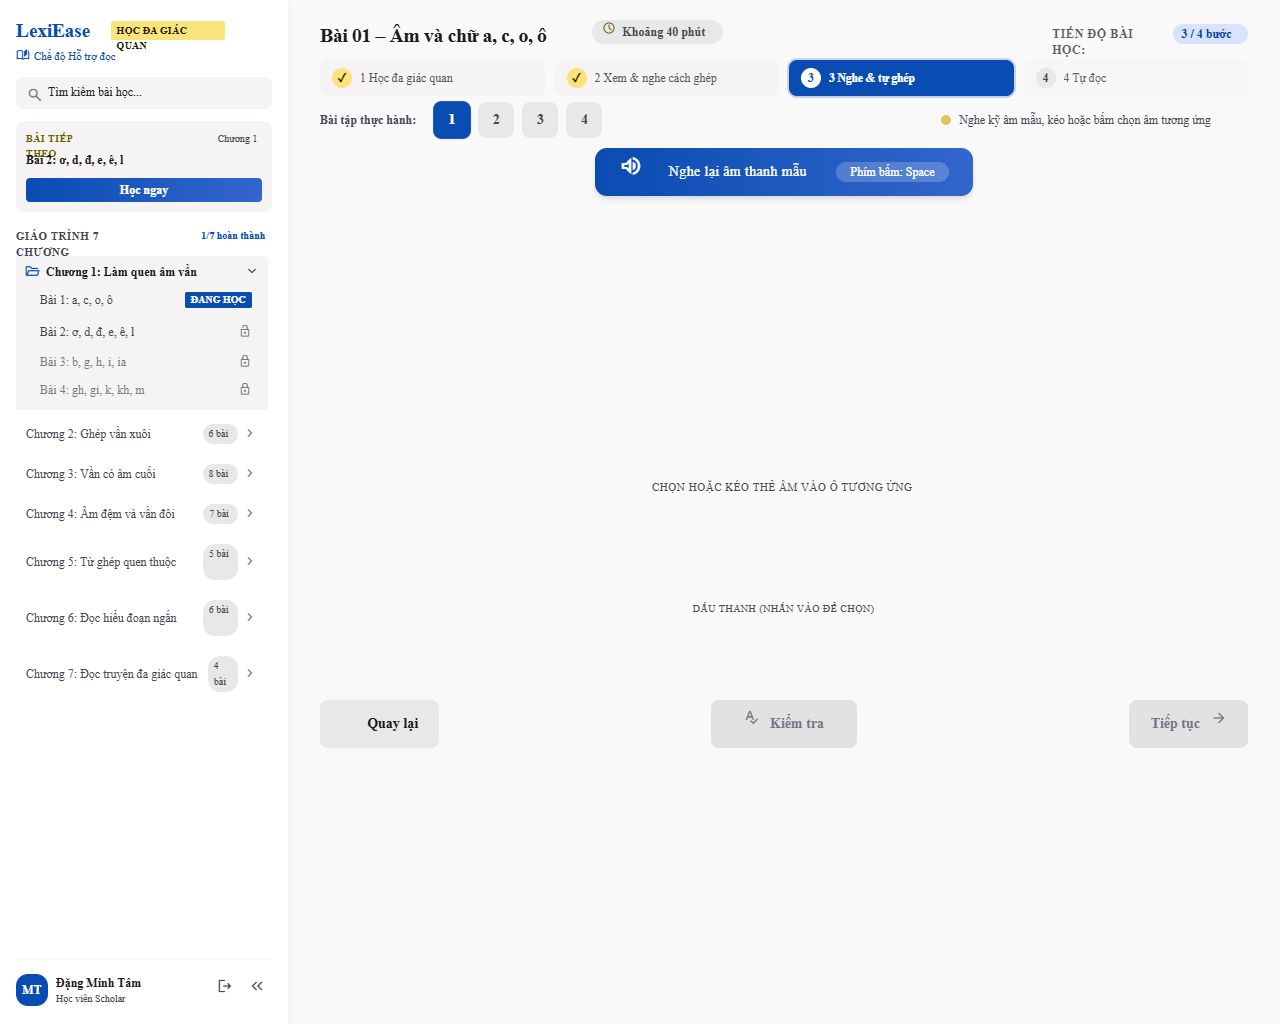 LexiEase
HỌC ĐA GIÁC
QUAN
Chế độ Hỗ trợ đọc
Tìm kiếm bài học...
BÀI TIẾP
THEO
Chương 1
Bài 2: ơ, d, đ, e, ê, l
Học ngay
GIÁO TRÌNH 7
CHƯƠNG
1/7 hoàn thành
Chương 1: Làm quen âm vần
Bài 1: a, c, o, ô
ĐANG HỌC
Bài 2: ơ, d, đ, e, ê, l
Bài 3: b, g, h, i, ia
Bài 4: gh, gi, k, kh, m
Chương 2: Ghép vần xuôi
6 bài
Chương 3: Vần có âm cuối
8 bài
Chương 4: Âm đệm và vần đôi
7 bài
Chương 5: Từ ghép quen thuộc
5 bài
Chương 6: Đọc hiểu đoạn ngắn
6 bài
Chương 7: Đọc truyện đa giác quan
4
bài
MT
Đặng Minh Tâm
Học viên Scholar
Bài 01 – Âm và chữ a, c, o, ô
Khoảng 40 phút
TIẾN ĐỘ BÀI
HỌC:
3 / 4 bước
1 Học đa giác quan
2 Xem & nghe cách ghép
3
3 Nghe & tự ghép
4
4 Tự đọc
Bài tập thực hành:
1
2
3
4
Nghe kỹ âm mẫu, kéo hoặc bấm chọn âm tương ứng
Nghe lại âm thanh mẫu
Phím bấm: Space
CHỌN HOẶC KÉO THẺ ÂM VÀO Ô TƯƠNG ỨNG
DẤU THANH (NHẤN VÀO ĐỂ CHỌN)
Quay lại
Kiểm tra
Tiếp tục